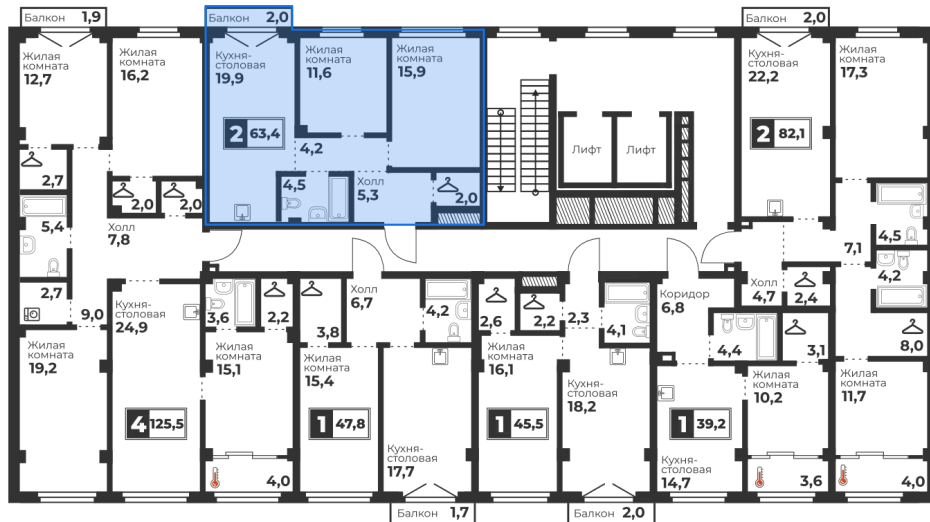 Балкон 1,9
Балкон 2,0
Балкон 2,0
Жилая
комната
12,7
Жилая
комната
16,2
Кухня-
столовая
19,9
Жилая
комната
11,6
Жилая
комната
15,9
Кухня-
столовая
22,2
Жилая
комната
17,3
2 63,4
2 82,1
Лифт
Лифт
4,2
2,7
2,0
2,0
4,5
Холл
5,3
2,0
5,4
Холл
7,8
4,5
7,1
4,2
2,7
9,0
Кухня-
столовая
24,9
3,6
2,2
3,8
Холл
6,7
4,2
2,6
2,2
2,3
4,1
Коридор
6,8
Холл
4,7
2,4
4,4
3,1
8,0
Жилая
комната
19,2
Жилая
комната
15,1
Жилая
комната
15,4
Жилая
комната
16,1
Кухня-
столовая
18,2
Жилая
комната
10,2
Жилая
комната
11,7
4 125,5
1 47,8
1 45,5
1 39,2
Кухня-
столовая
17,7
Кухня-
столовая
14,7
4,0
3,6
4,0
Балкон 1,7
Балкон 2,0